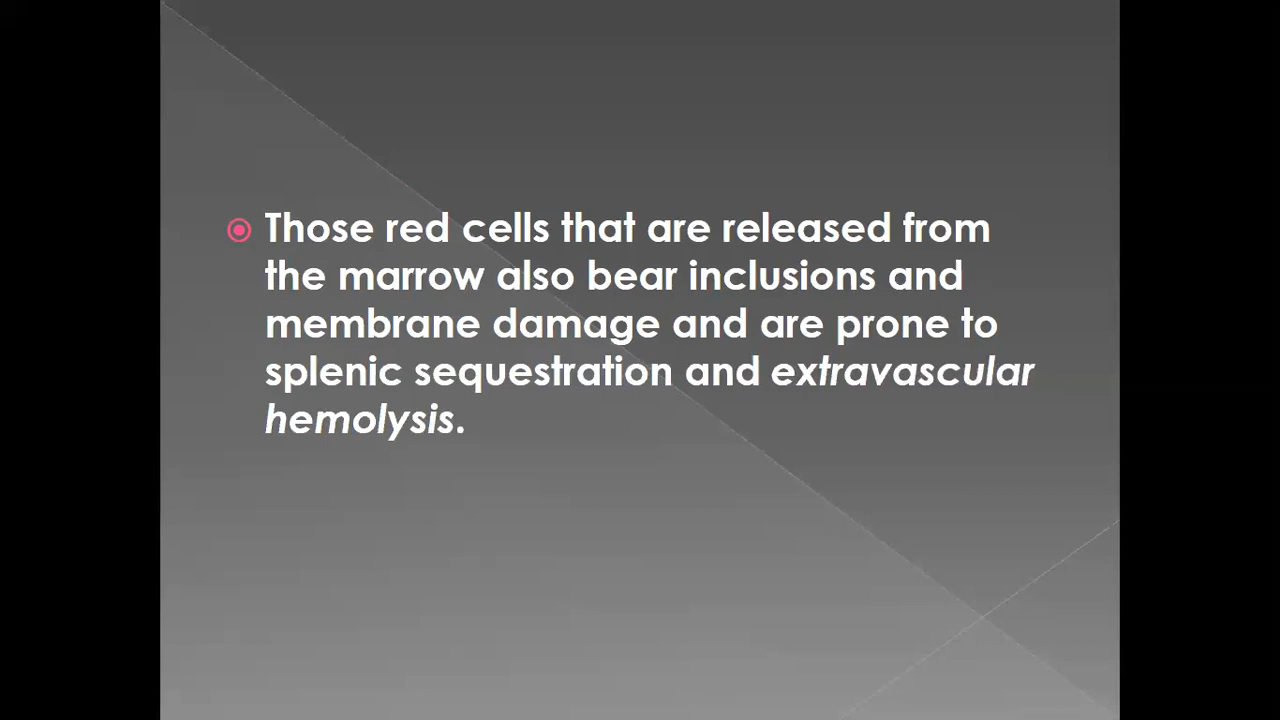 Those red cells that are released from
the marrow also bear inclusions and
membrane damage and are prone to
splenic sequestration and extravascular
hemolysis.